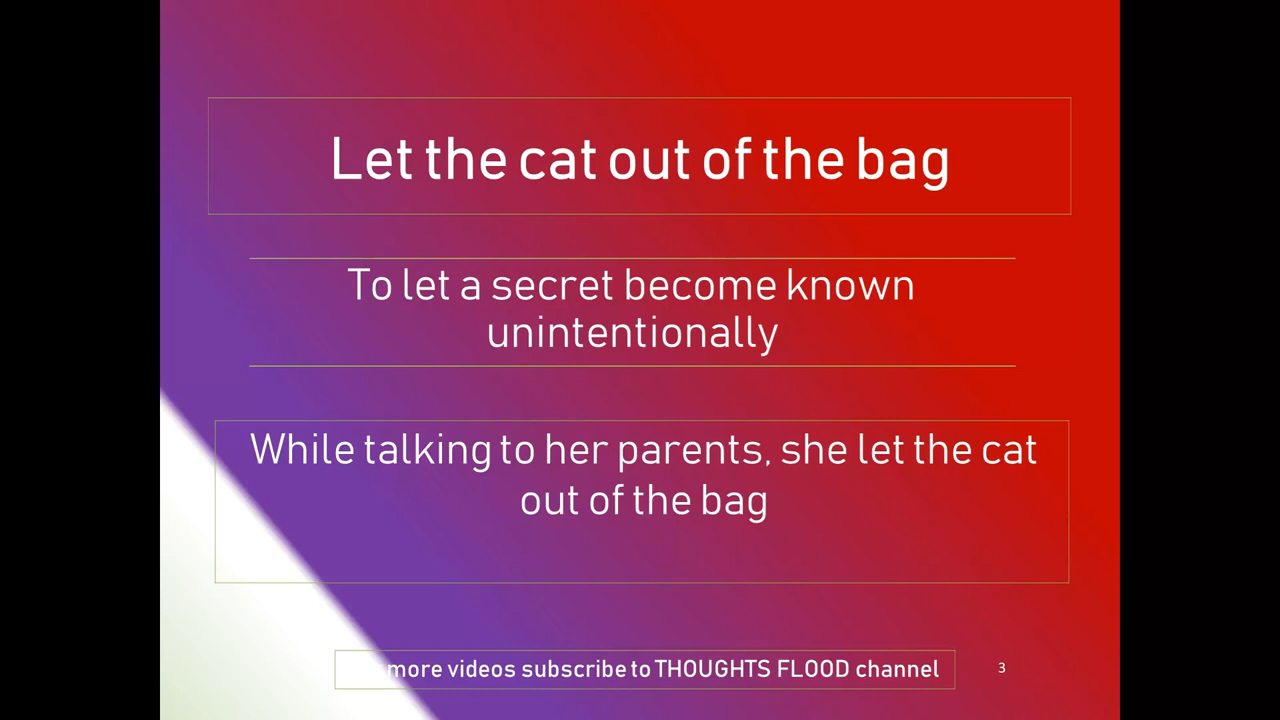 Let the cat out of the bag
To let a secret become known
unintentionally
While talking to her parents, she let the cat
out of the bag
more videos subscribe to THOUGHTS FLOOD channel
3